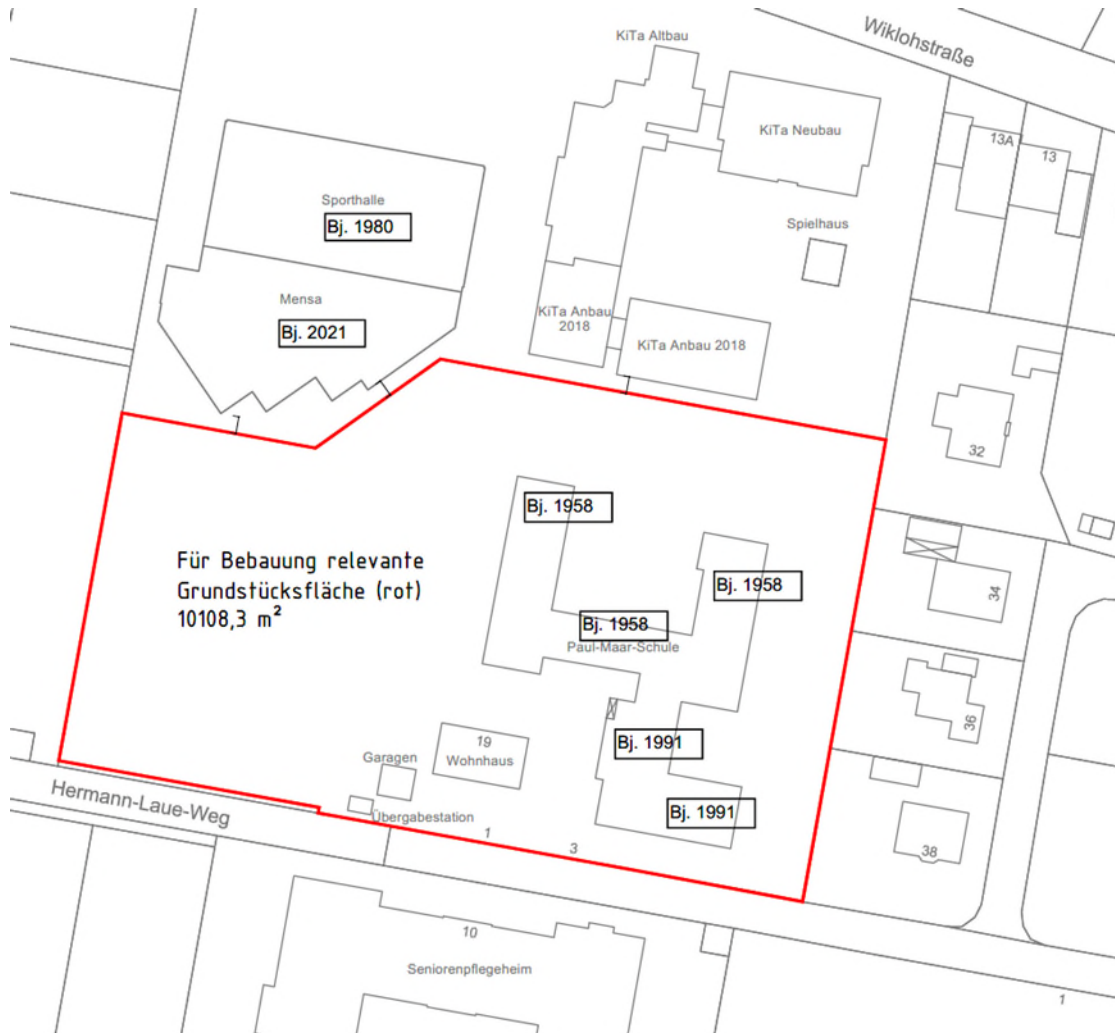 KiTa Altbau
Wiklohstraße
KiTa Neubau
13A
13
Sporthalle
Bj. 1980
Spielhaus
Mensa
Bj. 2021
KiTa Anbau
2018
KiTa Anbau 2018
32
Bj. 1958
Für Bebauung relevante
Grundstücksfläche (rot)
10108,3 m²
Bj. 1958
34
Bj. 1958
Paul-Maar-Schule
36
19
Wohnhaus
Bj. 1991
Garagen
Hermann-Laue-Weg
Übergabestation
Bj. 1991
1
3
38
10
Seniorenpflegeheim
1